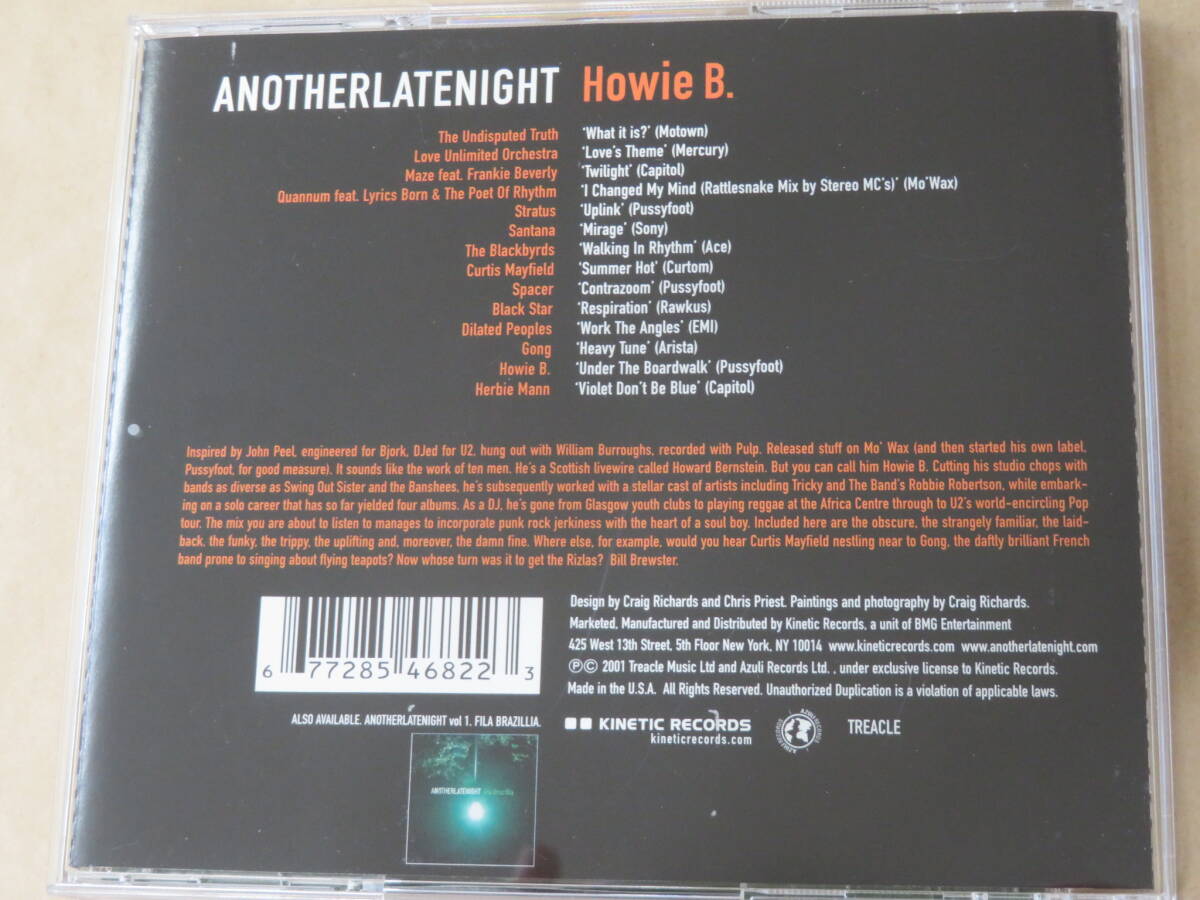 ANOTHERLATENIGHT Howie B.
The Undisputed Truth 'What it is?' (Motown)
Love Unlimited Orchestra 'Love's Theme' (Mercury)
Maze feat. Frankie Beverly 'Twilight' (Capitol)
Quannum feat. Lyrics Born & The Poet Of Rhythm 'I Changed My Mind (Rattlesnake Mix by Stereo MC's)' (Mo'Wax)
Stratus 'Uplink' (Pussyfoot)
Santana 'Mirage' (Sony)
The Blackbyrds 'Walking In Rhythm' (Ace)
Curtis Mayfield 'Summer Hot' (Curtom)
Spacer 'Contrazoom' (Pussyfoot)
Black Star 'Respiration' (Rawkus)
Dilated Peoples 'Work The Angles' (EMI)
Gong 'Heavy Tune' (Arista)
Howie B. 'Under The Boardwalk' (Pussyfoot)
Herbie Mann 'Violet Don't Be Blue' (Capitol)
Inspired by John Peel, engineered for Bjork, DJed for U2, hung out with William Burroughs, recorded with Pulp. Released stuff on Mo' Wax (and then started his own label,
Pussyfoot, for good measure). It sounds like the work of ten men. He's a Scottish livewire called Howard Bernstein. But you can call him Howie B. Cutting his studio chops with
bands as diverse as Swing Out Sister and the Banshees, he's subsequently worked with a stellar cast of artists including Tricky and The Band's Robbie Robertson, while embark-
ing on a solo career that has so far yielded four albums. As a DJ, he's gone from Glasgow youth clubs to playing reggae at the Africa Centre through to U2's world-encircling Pop
tour. The mix you are about to listen to manages to incorporate punk rock jerkiness with the heart of a soul boy. Included here are the obscure, the strangely familiar, the laid-
back, the funky, the trippy, the uplifting and, moreover, the damn fine. Where else, for example, would you hear Curtis Mayfield nestling near to Gong, the daftly brilliant French
band prone to singing about flying teapots? Now whose turn was it to get the Rizlas? Bill Brewster.
6 77285 46822 3
Design by Craig Richards and Chris Priest. Paintings and photography by Craig Richards.
Marketed, Manufactured and Distributed by Kinetic Records, a unit of BMG Entertainment
425 West 13th Street, 5th Floor New York, NY 10014 www.kineticrecords.com www.anotherlatenight.com
℗© 2001 Treacle Music Ltd and Azuli Records Ltd. , under exclusive license to Kinetic Records.
Made in the U.S.A. All Rights Reserved. Unauthorized Duplication is a violation of applicable laws.
ALSO AVAILABLE. ANOTHERLATENIGHT vol 1. FILA BRAZILLIA.
KINETIC RECORDS
kineticrecords.com
AZULI RECORDS
TREACLE
ANOTHERLATENIGHT